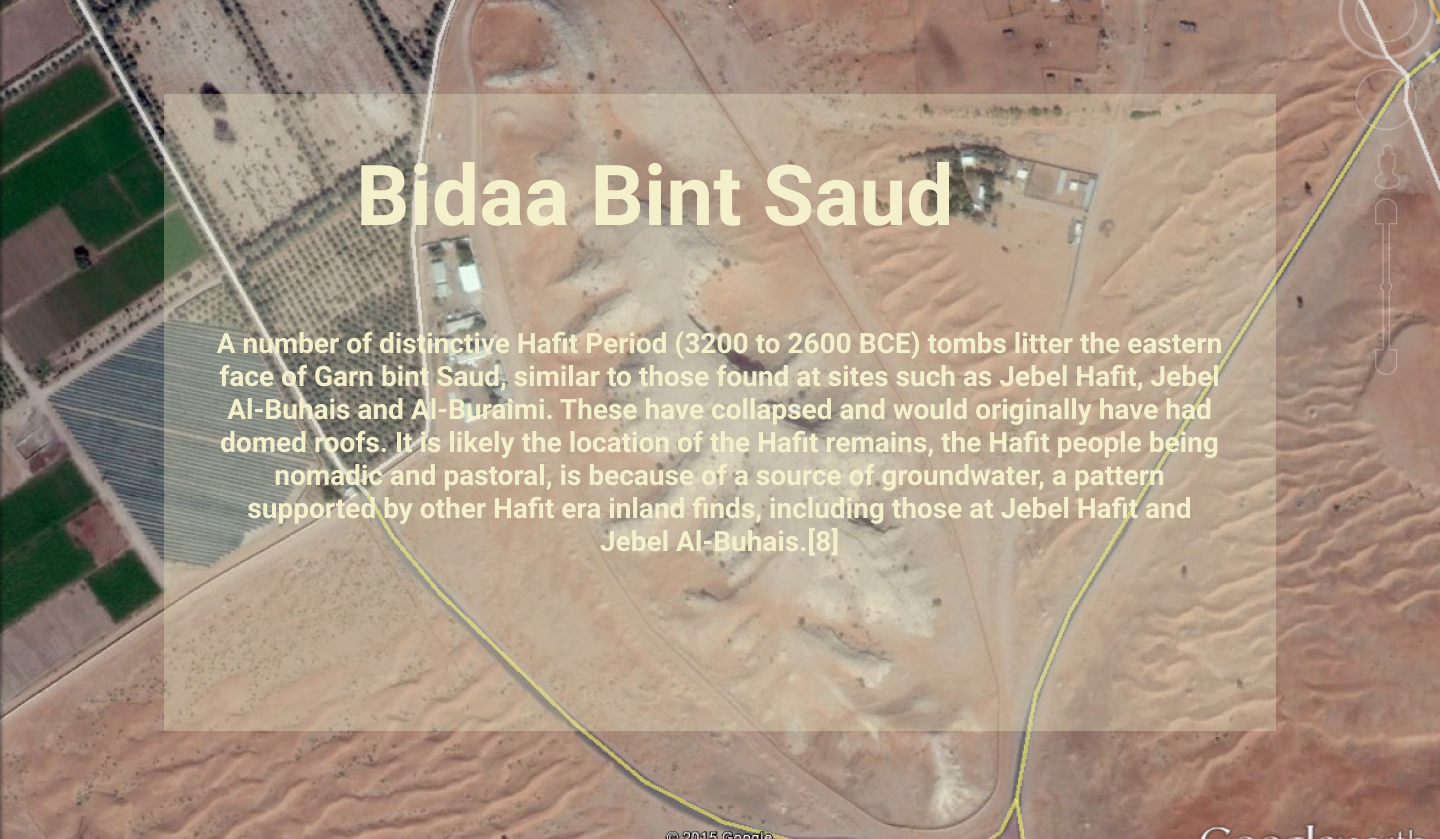 Bidaa Bint Saud
A number of distinctive Hafit Period (3200 to 2600 BCE) tombs litter the eastern
face of Garn bint Saud, similar to those found at sites such as Jebel Hafit, Jebel
Al-Buhais and Al-Buraimi. These have collapsed and would originally have had
domed roofs. It is likely the location of the Hafit remains, the Hafit people being
nomadic and pastoral, is because of a source of groundwater, a pattern
supported by other Hafit era inland finds, including those at Jebel Hafit and
Jebel Al-Buhais.[8]
© 2015 Google